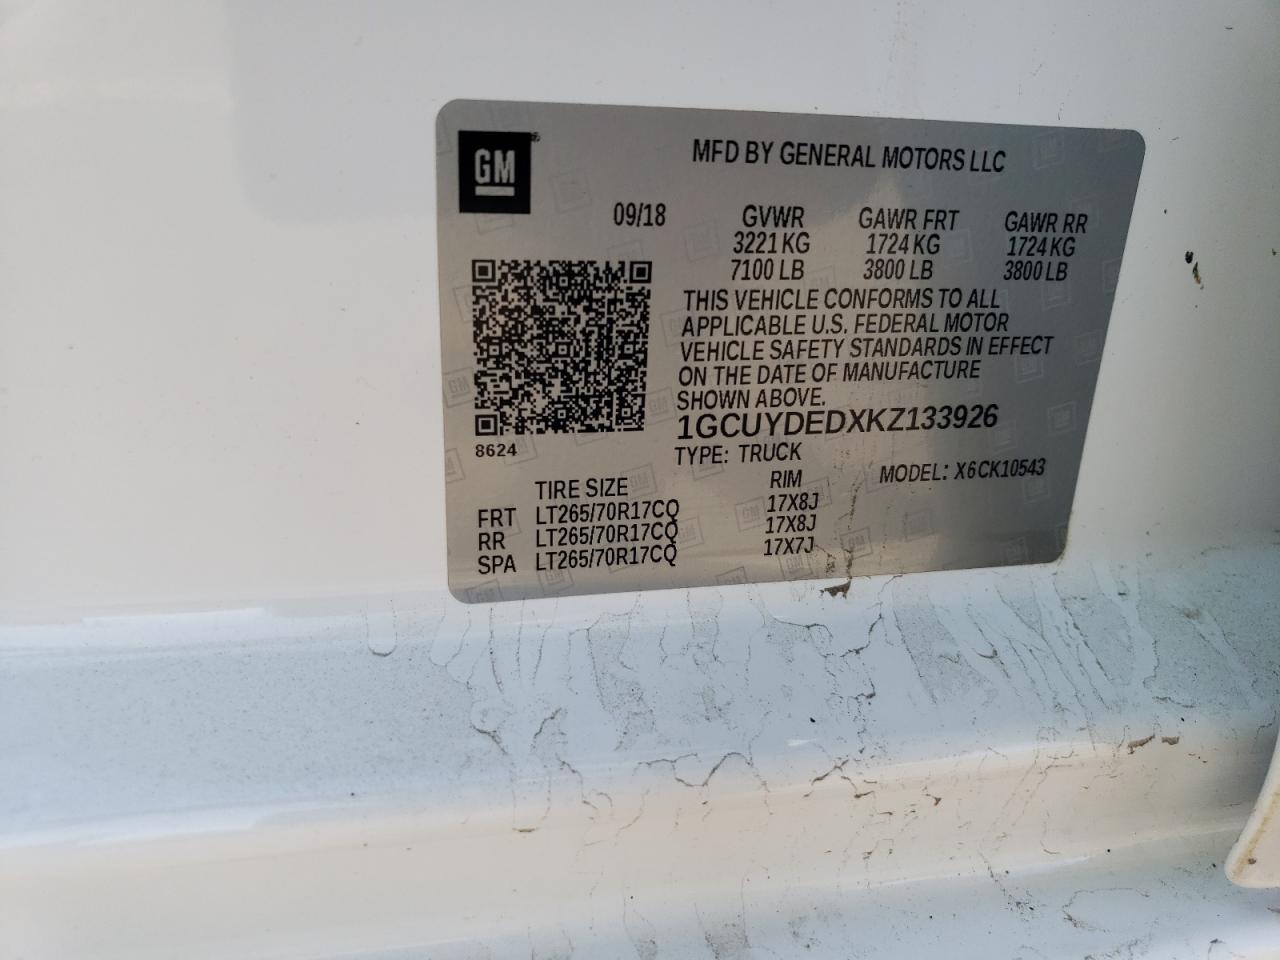 GM
MFD BY GENERAL MOTORS LLC
09/18 GVWR GAWR FRT GAWR RR
3221 KG 1724 KG 1724 KG
7100 LB 3800 LB 3800 LB
THIS VEHICLE CONFORMS TO ALL
APPLICABLE U.S. FEDERAL MOTOR
VEHICLE SAFETY STANDARDS IN EFFECT
ON THE DATE OF MANUFACTURE
SHOWN ABOVE.
1GCUYDEDXKZ133926
8624
TYPE: TRUCK
MODEL: X6CK10543
TIRE SIZE RIM
FRT LT265/70R17CQ 17X8J
RR LT265/70R17CQ 17X8J
SPA LT265/70R17CQ 17X7J